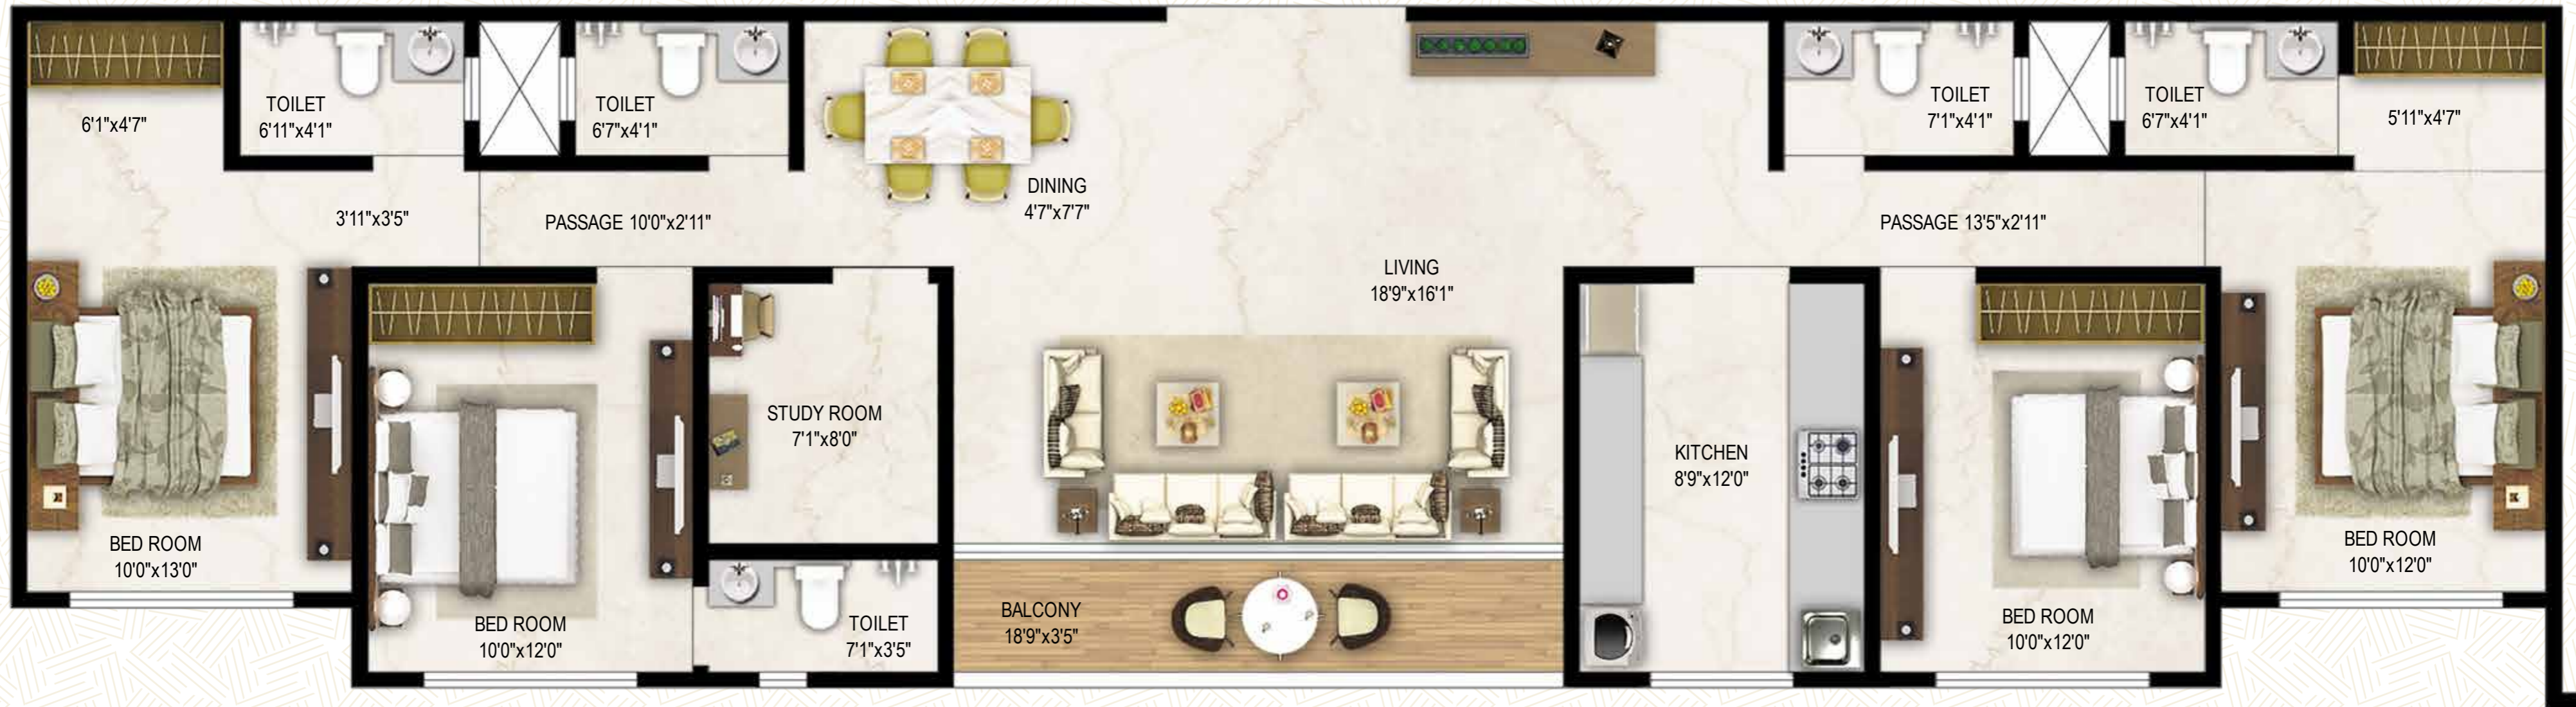 TOILET
6'11"x4'1"
TOILET
6'7"x4'1"
TOILET
7'1"x4'1"
TOILET
6'7"x4'1"
6'1"x4'7"
5'11"x4'7"
DINING
4'7"x7'7"
3'11"x3'5"
PASSAGE 10'0"x2'11"
PASSAGE 13'5"x2'11"
LIVING
18'9"x16'1"
STUDY ROOM
7'1"x8'0"
KITCHEN
8'9"x12'0"
BED ROOM
10'0"x13'0"
BED ROOM
10'0"x12'0"
BED ROOM
10'0"x12'0"
TOILET
7'1"x3'5"
BALCONY
18'9"x3'5"
BED ROOM
10'0"x12'0"